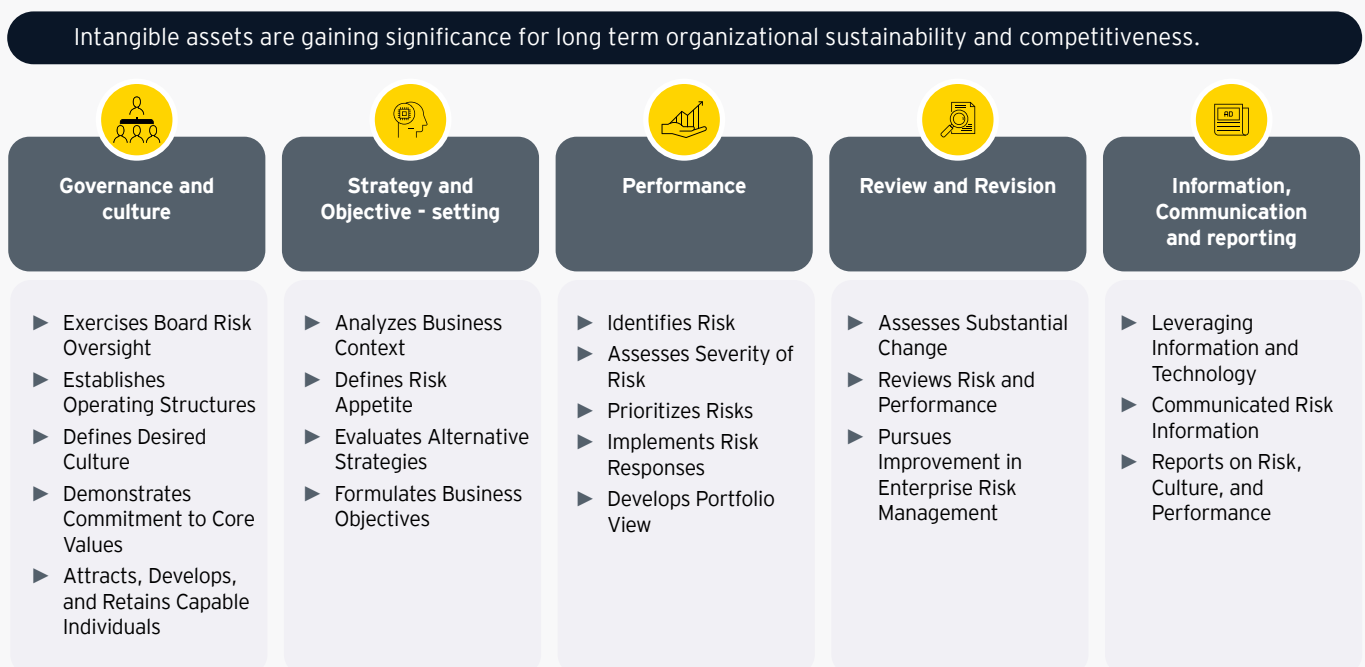 Intangible assets are gaining significance for long term organizational sustainability and competitiveness.
Governance and
culture
Exercises Board Risk
Oversight
Establishes
Operating Structures
Defines Desired
Culture
Demonstrates
Commitment to Core
Values
Attracts, Develops,
and Retains Capable
Individuals
Strategy and
Objective - setting
Analyzes Business
Context
Defines Risk
Appetite
Evaluates Alternative
Strategies
Formulates Business
Objectives
Performance
Identifies Risk
Assesses Severity of
Risk
Prioritizes Risks
Implements Risk
Responses
Develops Portfolio
View
Review and Revision
Assesses Substantial
Change
Reviews Risk and
Performance
Pursues
Improvement in
Enterprise Risk
Management
AD
Information,
Communication
and reporting
Leveraging
Information and
Technology
Communicated Risk
Information
Reports on Risk,
Culture, and
Performance